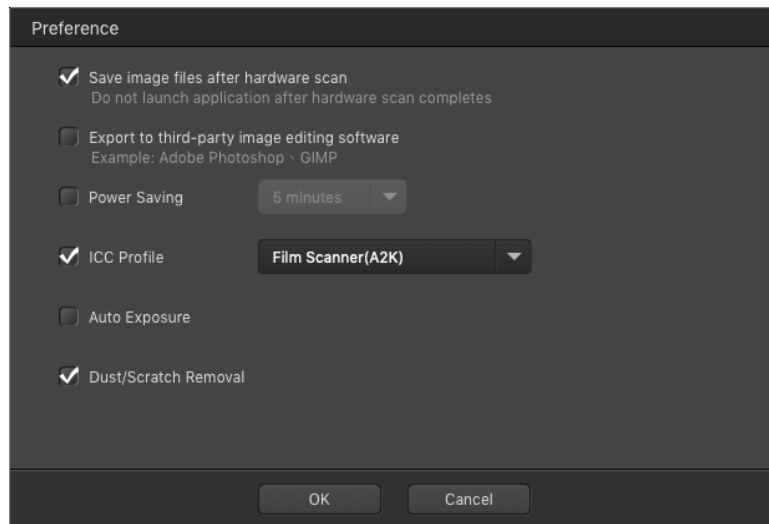 Preference
Save image files after hardware scan
Do not launch application after hardware scan completes
Export to third-party image editing software
Example: Adobe Photoshop、GIMP
Power Saving 5 minutes
ICC Profile Film Scanner(A2K)
Auto Exposure
Dust/Scratch Removal
OK Cancel